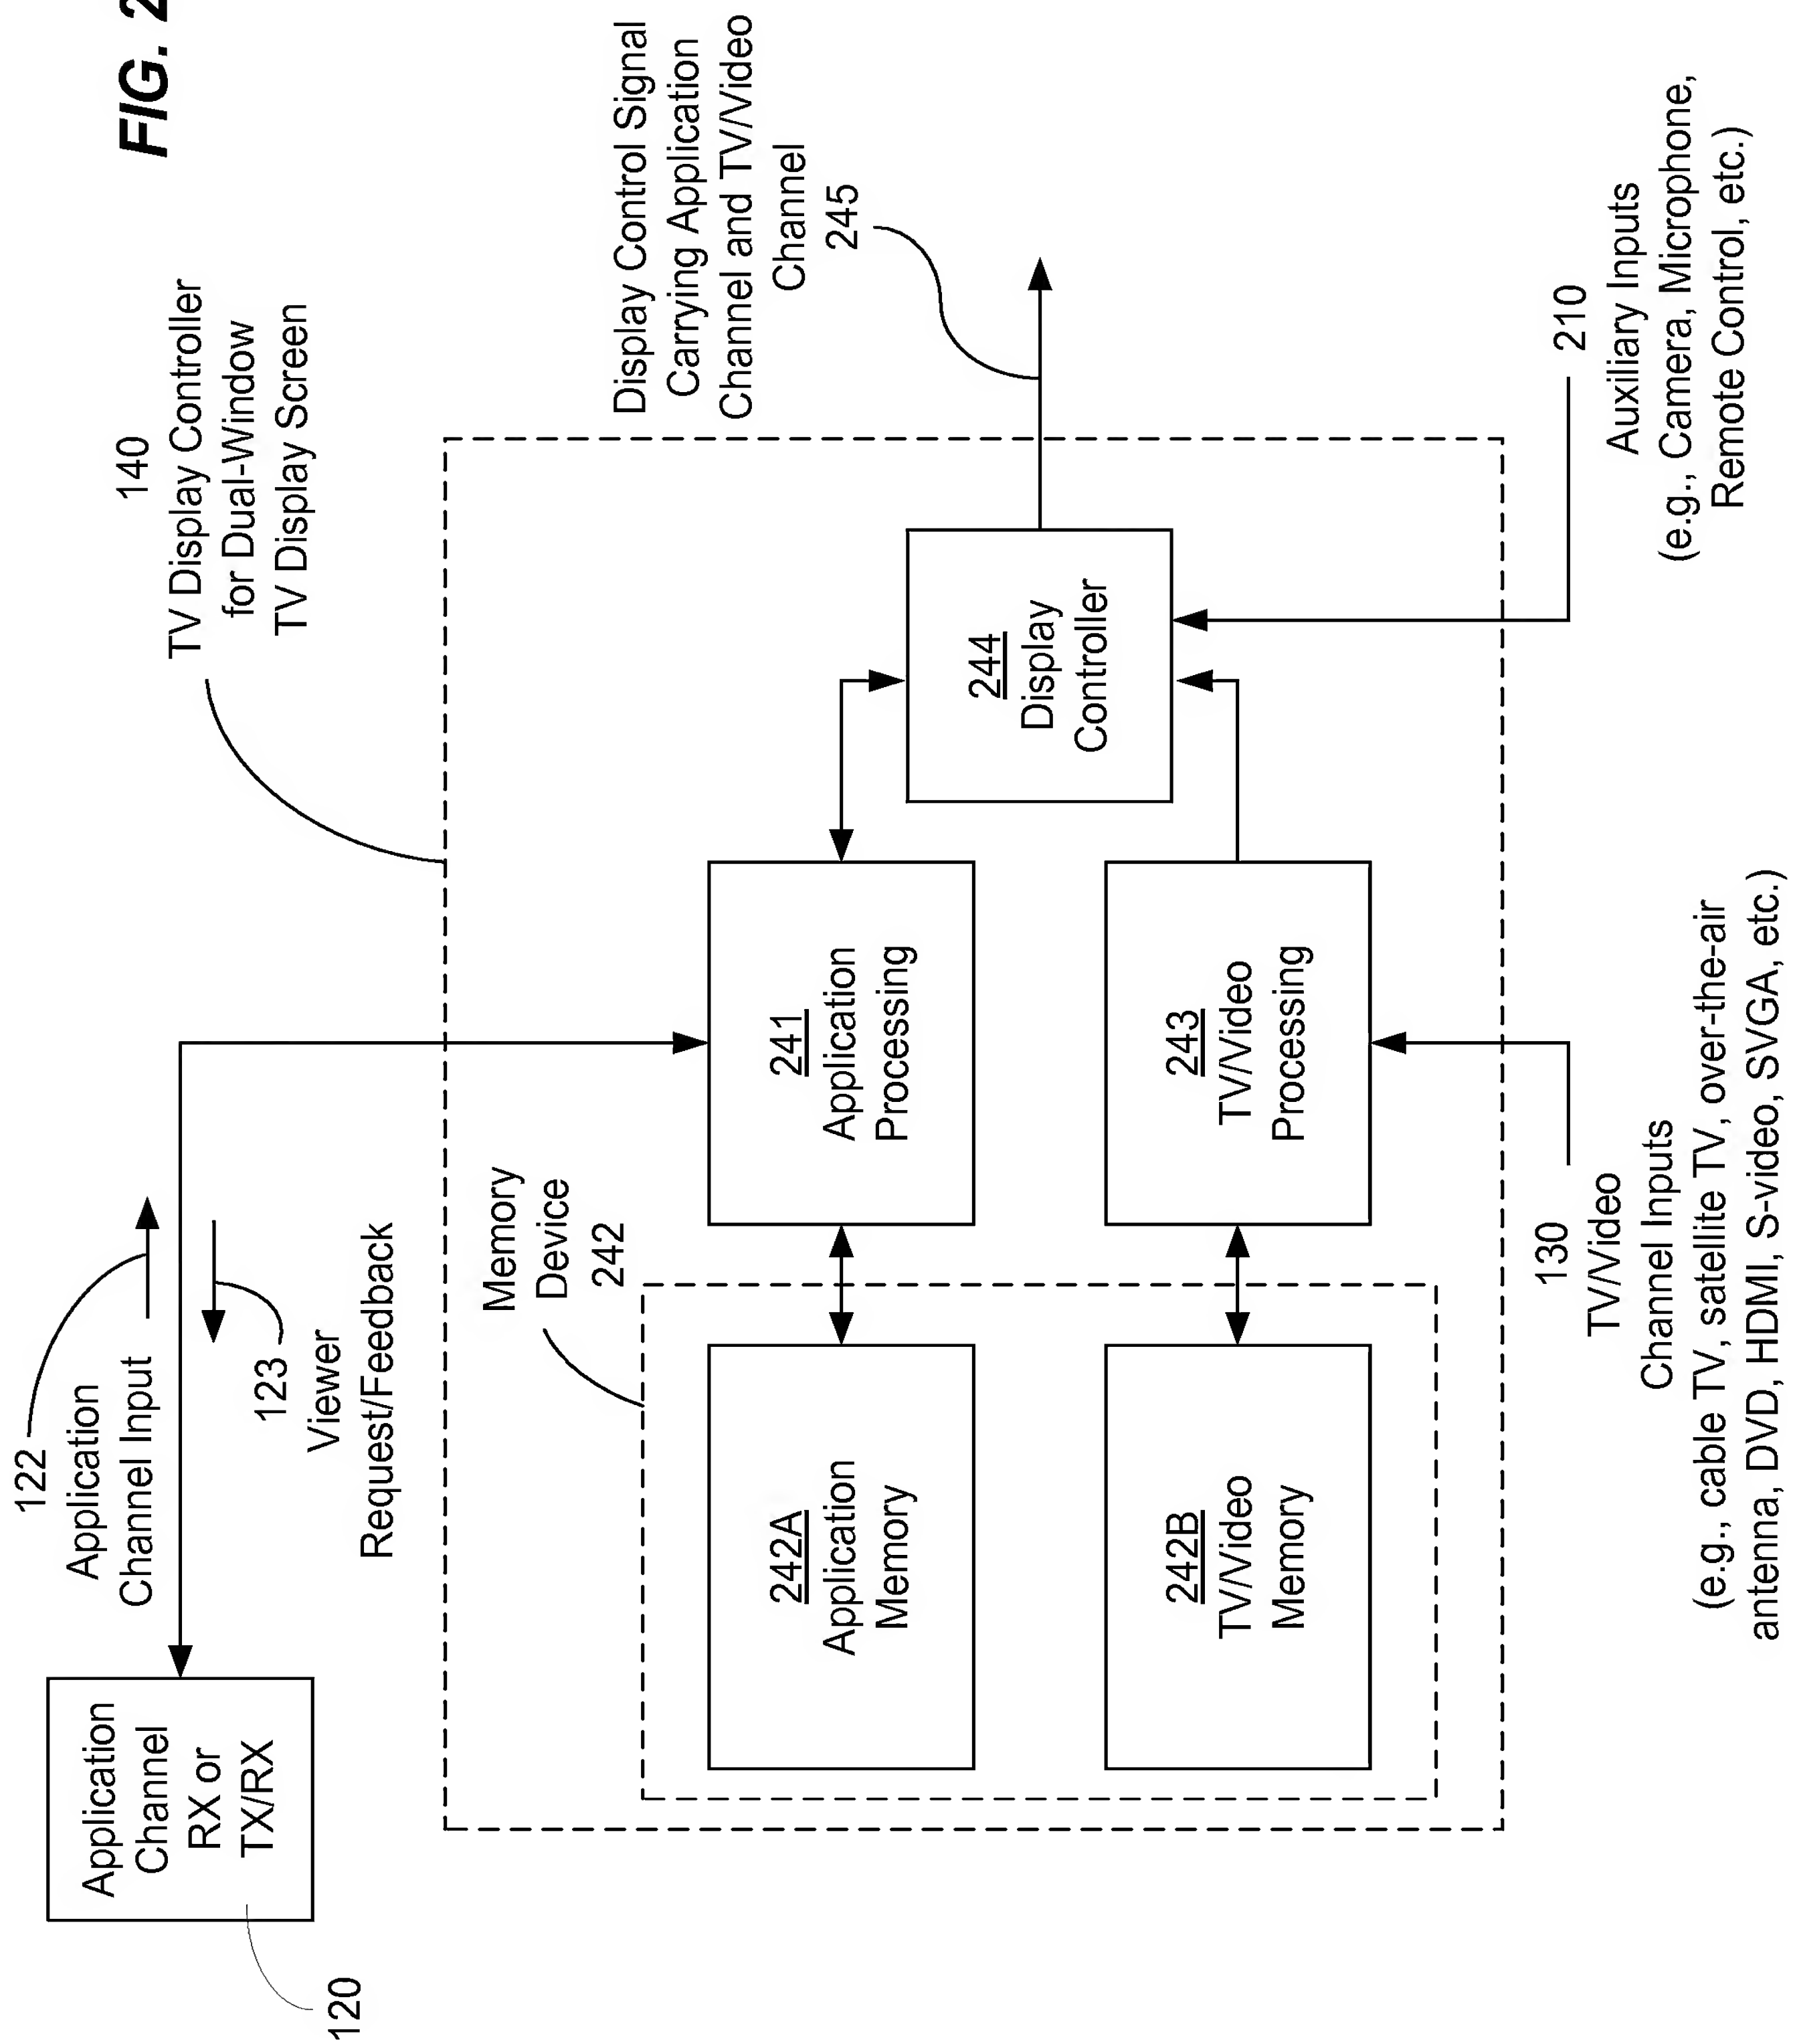 FIG. 2
120
Application
Channel
RX or
TX/RX
122
Application
Channel Input
123
Viewer
Request/Feedback
140
TV Display Controller
for Dual-Window
TV Display Screen
Memory
Device
242
242A
Application
Memory
241
Application
Processing
242B
TV/Video
Memory
243
TV/Video
Processing
244
Display
Controller
Display Control Signal
Carrying Application
Channel and TV/Video
Channel
245
130
TV/Video
Channel Inputs
(e.g., cable TV, satellite TV, over-the-air
antenna, DVD, HDMI, S-video, SVGA, etc.)
210
Auxiliary Inputs
(e.g., Camera, Microphone,
Remote Control, etc.)